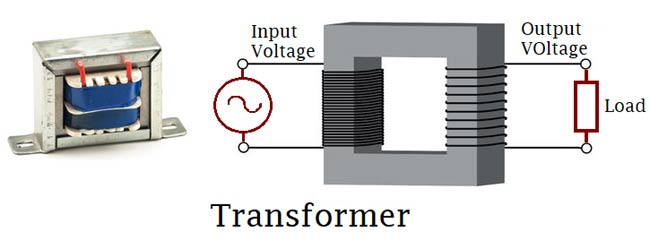 Input
Voltage
Output
VOltage
Load
Transformer